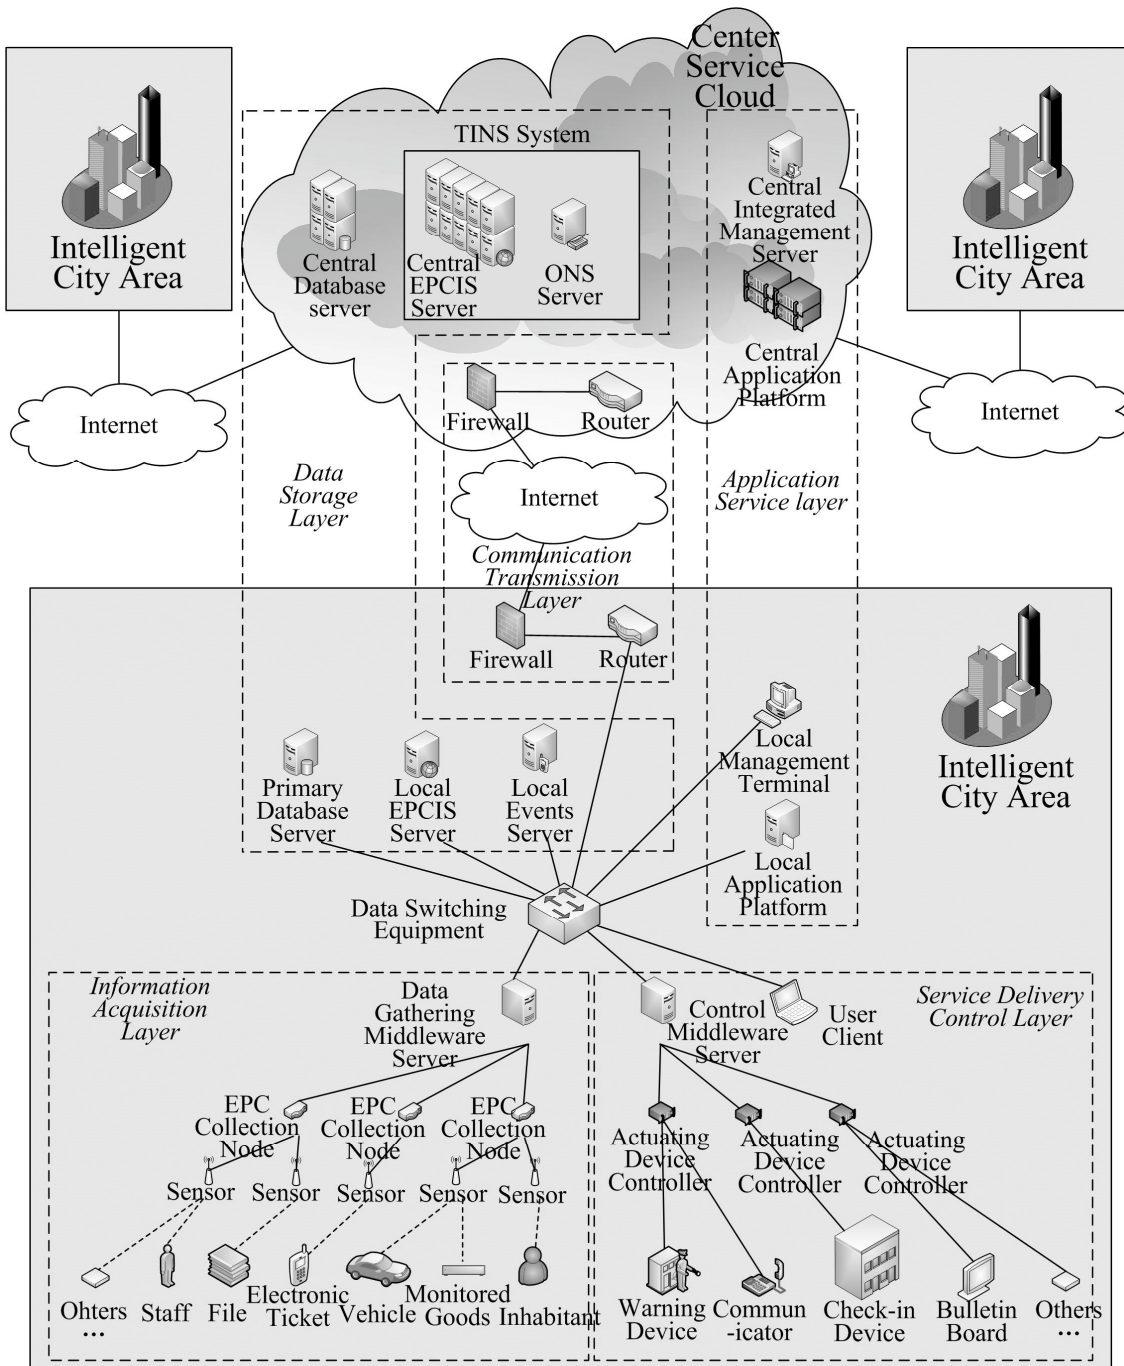 Center
Service
Cloud
TINS System
Intelligent
City Area
Central
Database
server
Central
EPCIS
Server
ONS
Server
Central
Integrated
Management
Server
Central
Application
Platform
Intelligent
City Area
Internet
Firewall
Router
Internet
Data
Storage
Layer
Internet
Application
Service layer
Communication
Transmission
Layer
Firewall
Router
Primary
Database
Server
Local
EPCIS
Server
Local
Events
Server
Local
Management
Terminal
Intelligent
City Area
Local
Application
Platform
Data Switching
Equipment
Information
Acquisition
Layer
Data
Gathering
Middleware
Server
Control
Middleware
Server
User
Client
Service Delivery
Control Layer
EPC
Collection
Node
EPC
Collection
Node
EPC
Collection
Node
Actuating
Device
Controller
Actuating
Device
Controller
Actuating
Device
Controller
Sensor
Sensor
Sensor
Sensor
Sensor
Ohters
...
Staff
File
Electronic
Ticket
Vehicle
Monitored
Goods
Inhabitant
Warning
Device
Commun
-icator
Check-in
Device
Bulletin
Board
Others
...